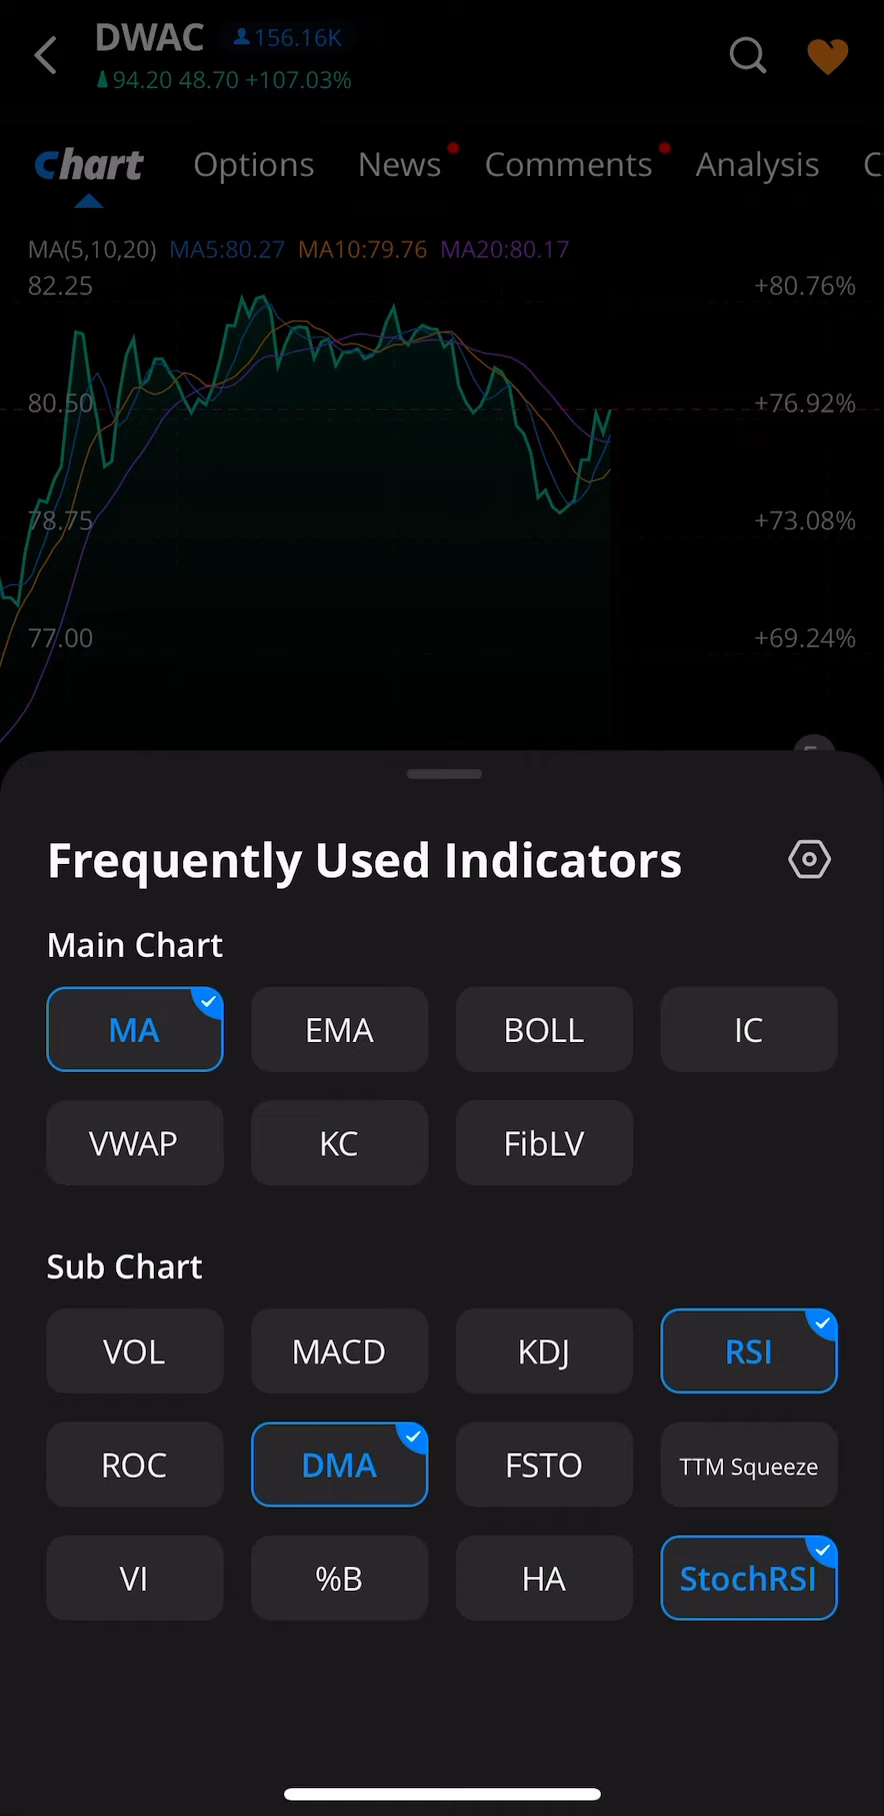 DWAC 156.16K
94.20 48.70 +107.03%
Chart Options News Comments Analysis C
MA(5,10,20) MA5:80.27 MA10:79.76 MA20:80.17
82.25 +80.76%
80.50 +76.92%
78.75 +73.08%
77.00 +69.24%
Frequently Used Indicators
Main Chart
MA EMA BOLL IC
VWAP KC FibLV
Sub Chart
VOL MACD KDJ RSI
ROC DMA FSTO TTM Squeeze
VI %B HA StochRSI